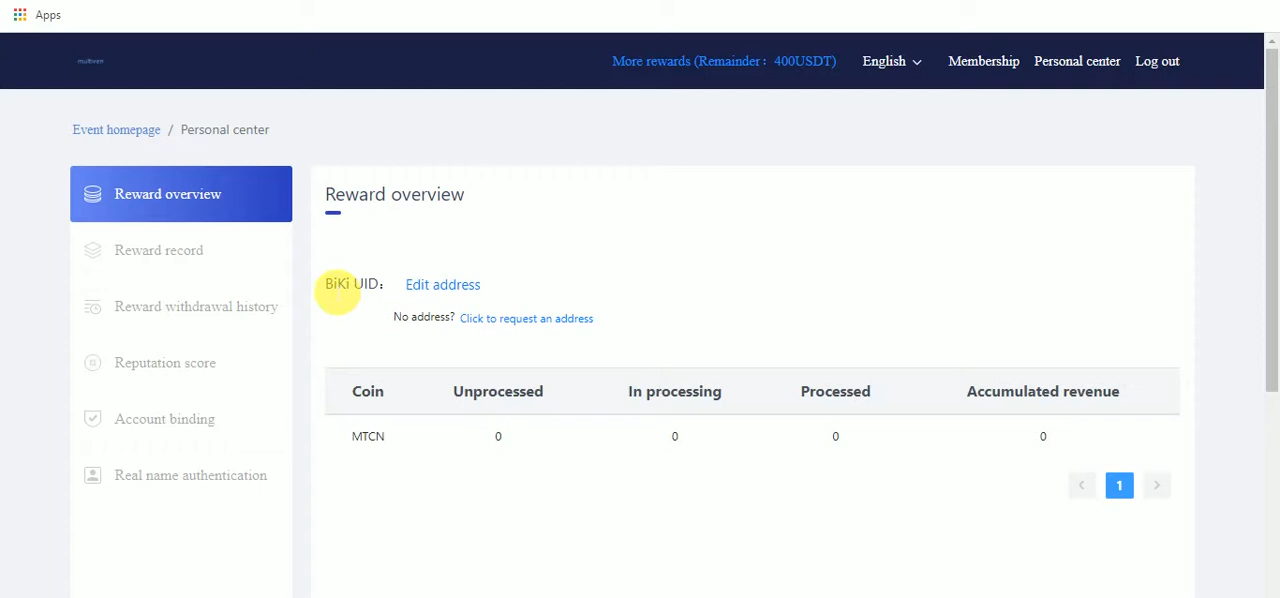 Apps
multiven
More rewards (Remainder：400USDT)
English
Membership
Personal center
Log out
Event homepage / Personal center
Reward overview
Reward record
Reward withdrawal history
Reputation score
Account binding
Real name authentication
Reward overview
BiKi UID： Edit address
No address? Click to request an address
Coin Unprocessed In processing Processed Accumulated revenue
MTCN 0 0 0 0
< 1 >